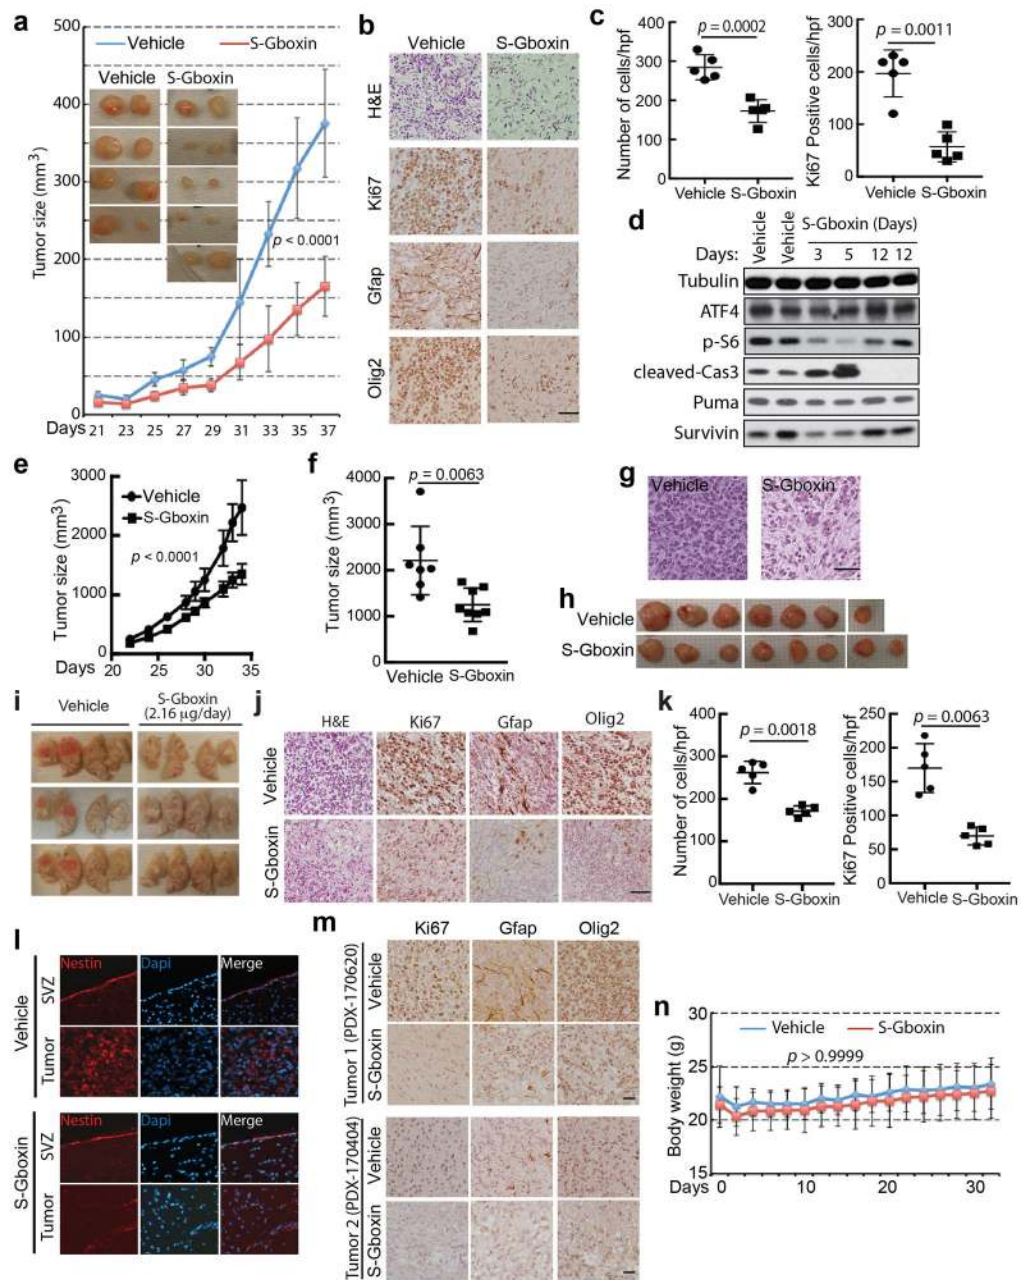 a
500
400
300
200
100
0
Tumor size (mm³)
Vehicle
S-Gboxin
Vehicle
S-Gboxin
p < 0.0001
Days
21 23 25 27 29 31 33 35 37
b
Vehicle
S-Gboxin
H&E
Ki67
Gfap
Olig2
c
Number of cells/hpf
400
300
200
100
0
p = 0.0002
Vehicle S-Gboxin
Ki67 Positive cells/hpf
300
200
100
0
p = 0.0011
Vehicle
S-Gboxin
d
Vehicle
Vehicle
S-Gboxin (Days)
Days: 3 5 12 12
Tubulin
ATF4
p-S6
cleaved-Cas3
Puma
Survivin
e
3000
2000
1000
0
Tumor size (mm³)
Vehicle
S-Gboxin
p < 0.0001
Days
20 25 30 35
f
Tumor size (mm³)
4000
3000
2000
1000
0
p = 0.0063
Vehicle S-Gboxin
g
Vehicle
S-Gboxin
h
Vehicle
S-Gboxin
i
Vehicle
S-Gboxin
(2.16 µg/day)
j
H&E
Ki67
Gfap
Olig2
Vehicle
S-Gboxin
k
Number of cells/hpf
400
300
200
100
0
p = 0.0018
Vehicle
S-Gboxin
Ki67 Positive cells/hpf
250
200
150
100
50
0
p = 0.0063
Vehicle
S-Gboxin
l
Vehicle
SVZ
Tumor
Nestin
Dapi
Merge
S-Gboxin
SVZ
Tumor
Nestin
Dapi
Merge
m
Ki67
Gfap
Olig2
Tumor 1 (PDX-170620)
Vehicle
S-Gboxin
Tumor 2 (PDX-170404)
Vehicle
S-Gboxin
n
Body weight (g)
30
25
20
15
Vehicle
S-Gboxin
p > 0.9999
Days
0 10 20 30